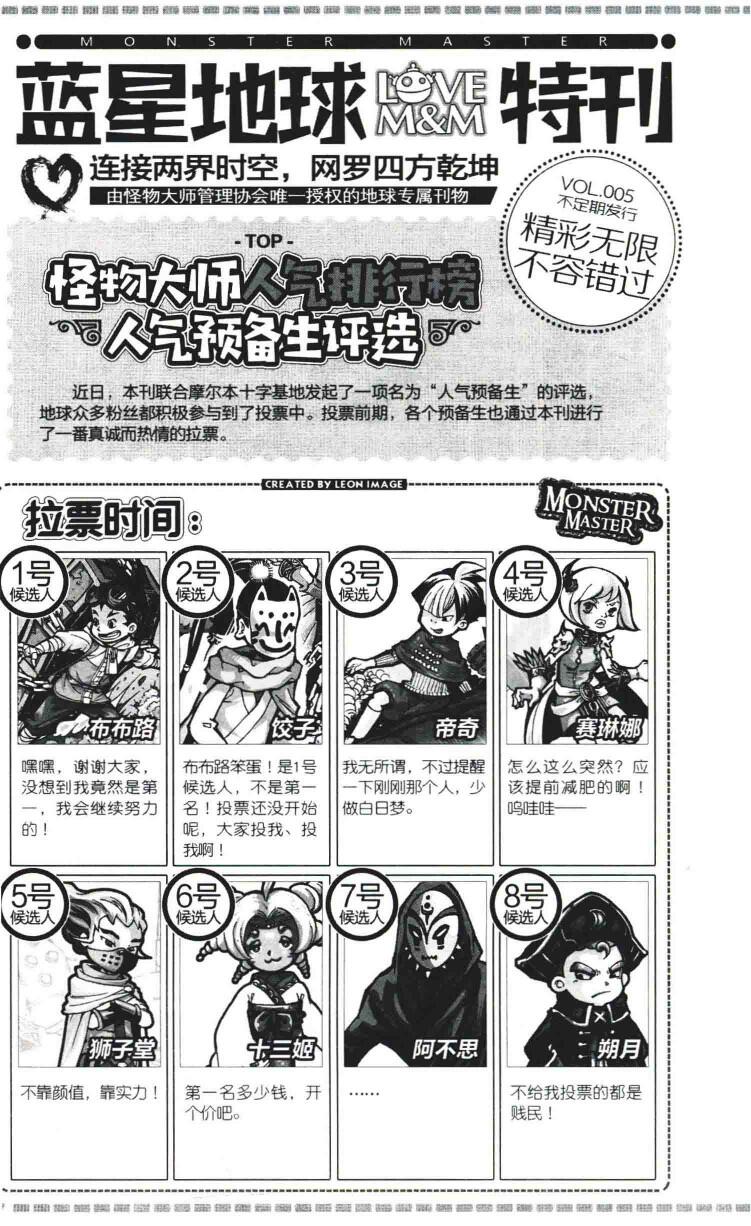 MONSTER MASTER
蓝星地球 LOVE M&M 特刊
连接两界时空，网罗四方乾坤
由怪物大师管理协会唯一授权的地球专属刊物
VOL.005
不定期发行
精彩无限
不容错过
- TOP -
怪物大师人气排行榜
人气预备生评选
近日，本刊联合摩尔本十字基地发起了一项名为“人气预备生”的评选，
地球众多粉丝都积极参与到了投票中。投票前期，各个预备生也通过本刊进行
了一番真诚而热情的拉票。
CREATED BY LEON IMAGE
拉票时间：
MONSTER
MASTER
1号
候选人
布布路
嘿嘿，谢谢大家，
没想到我竟然是第
一，我会继续努力
的！
2号
候选人
饺子
布布路笨蛋！是1号
候选人，不是第一
名！投票还没开始
呢，大家投我、投
我啊！
3号
候选人
帝奇
我无所谓，不过提醒
一下刚刚那个人，少
做白日梦。
4号
候选人
赛琳娜
怎么这么突然？应
该提前减肥的啊！
呜哇哇——
5号
候选人
狮子堂
不靠颜值，靠实力！
6号
候选人
十三姬
第一名多少钱，开
个价吧。
7号
候选人
阿不思
……
8号
候选人
朔月
不给我投票的都是
贱民！